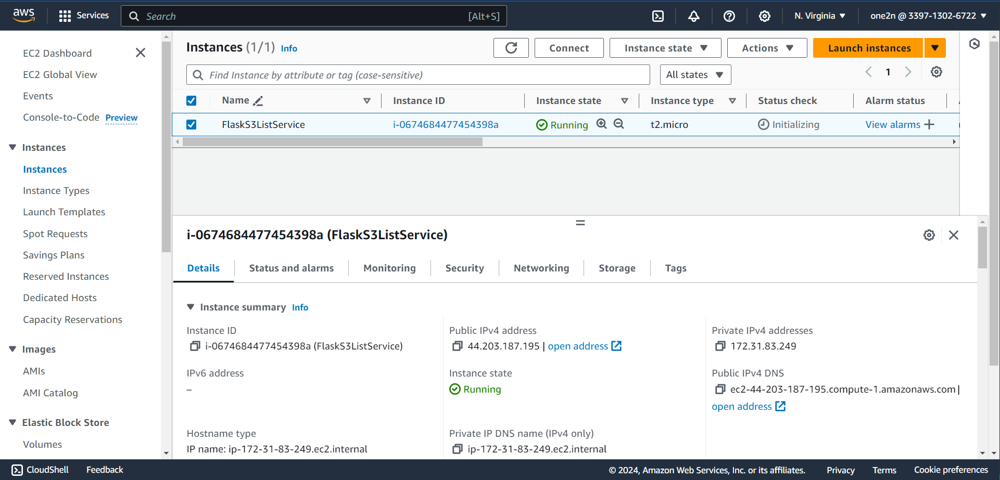 aws
Services
Search [Alt+S]
N. Virginia
one2n @ 3397-1302-6722
EC2 Dashboard
EC2 Global View
Events
Console-to-Code Preview
Instances
Instances
Instance Types
Launch Templates
Spot Requests
Savings Plans
Reserved Instances
Dedicated Hosts
Capacity Reservations
Images
AMIs
AMI Catalog
Elastic Block Store
Volumes
Instances (1/1) Info
Connect
Instance state
Actions
Launch instances
Find Instance by attribute or tag (case-sensitive)
All states
1
Name Instance ID Instance state Instance type Status check Alarm status
FlaskS3ListService i-0674684477454398a Running t2.micro Initializing View alarms
i-0674684477454398a (FlaskS3ListService)
Details Status and alarms Monitoring Security Networking Storage Tags
Instance summary Info
Instance ID
i-0674684477454398a (FlaskS3ListService)
Public IPv4 address
44.203.187.195 | open address
Private IPv4 addresses
172.31.83.249
IPv6 address
–
Instance state
Running
Public IPv4 DNS
ec2-44-203-187-195.compute-1.amazonaws.com |
open address
Hostname type
IP name: ip-172-31-83-249.ec2.internal
Private IP DNS name (IPv4 only)
ip-172-31-83-249.ec2.internal
CloudShell Feedback
© 2024, Amazon Web Services, Inc. or its affiliates. Privacy Terms Cookie preferences